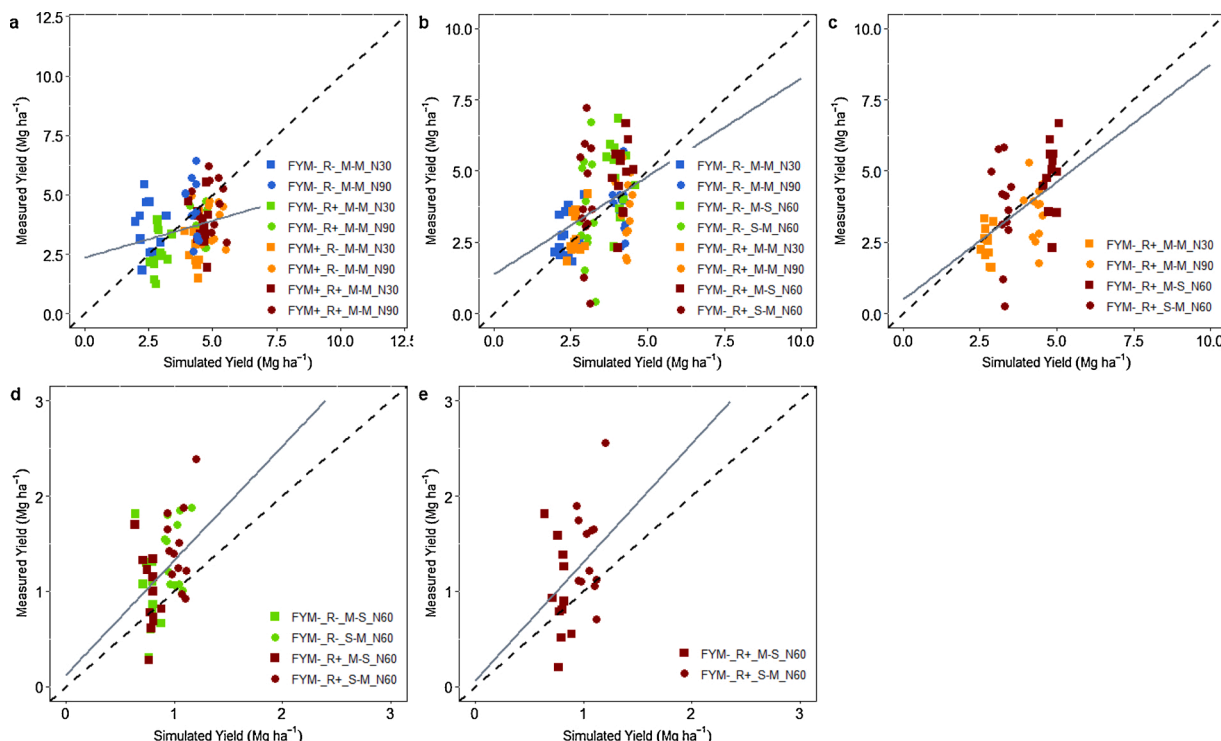 a
12.5
10.0
7.5
5.0
2.5
0.0
Measured Yield (Mg ha⁻¹)
FYM-_R-_M-M_N30
FYM-_R-_M-M_N90
FYM-_R+_M-M_N30
FYM-_R+_M-M_N90
FYM+_R-_M-M_N30
FYM+_R-_M-M_N90
FYM+_R+_M-M_N30
FYM+_R+_M-M_N90
0.0 2.5 5.0 7.5 10.0 12.5
Simulated Yield (Mg ha⁻¹)
b
10.0
7.5
5.0
2.5
0.0
Measured Yield (Mg ha⁻¹)
FYM-_R-_M-M_N30
FYM-_R-_M-M_N90
FYM-_R-_M-S_N60
FYM-_R-_S-M_N60
FYM-_R+_M-M_N30
FYM-_R+_M-M_N90
FYM-_R+_M-S_N60
FYM-_R+_S-M_N60
0.0 2.5 5.0 7.5 10.0
Simulated Yield (Mg ha⁻¹)
c
10.0
7.5
5.0
2.5
0.0
Measured Yield (Mg ha⁻¹)
FYM-_R+_M-M_N30
FYM-_R+_M-M_N90
FYM-_R+_M-S_N60
FYM-_R+_S-M_N60
0.0 2.5 5.0 7.5 10.0
Simulated Yield (Mg ha⁻¹)
d
3
2
1
0
Measured Yield (Mg ha⁻¹)
FYM-_R-_M-S_N60
FYM-_R-_S-M_N60
FYM-_R+_M-S_N60
FYM-_R+_S-M_N60
0 1 2 3
Simulated Yield (Mg ha⁻¹)
e
3
2
1
0
Measured Yield (Mg ha⁻¹)
FYM-_R+_M-S_N60
FYM-_R+_S-M_N60
0 1 2 3
Simulated Yield (Mg ha⁻¹)